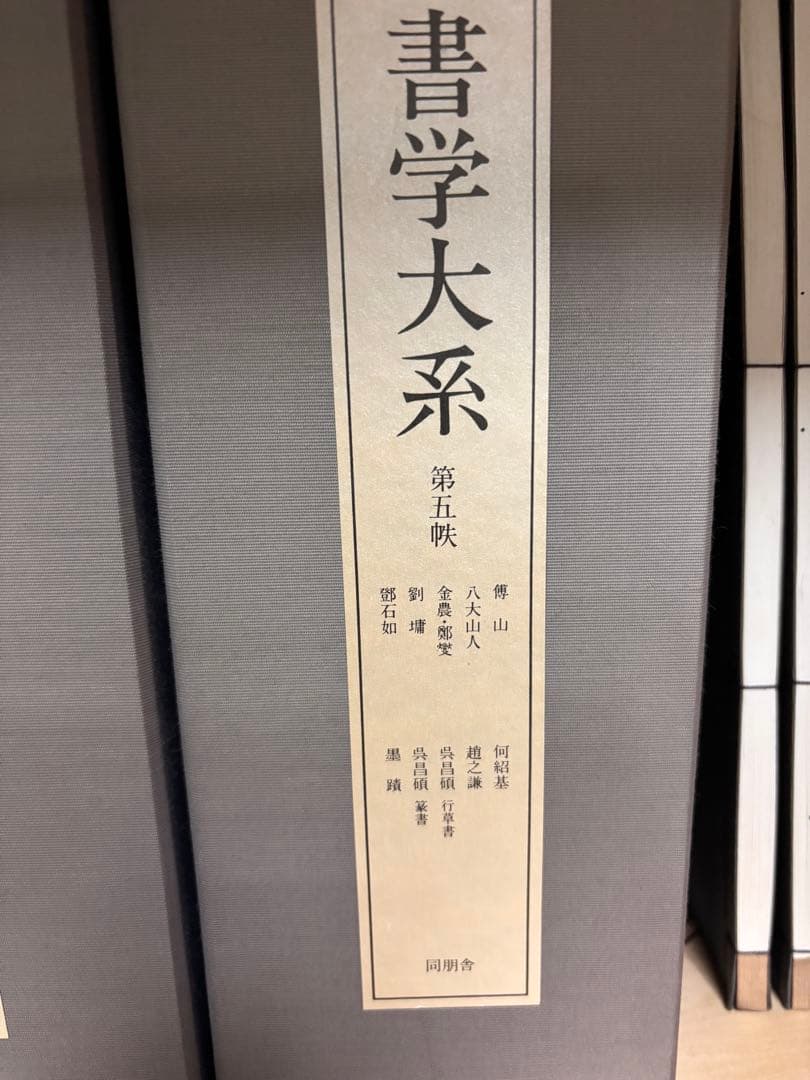 書学大系
第五帙
傅山
八大山人
金農・鄭燮
劉墉
鄧石如
何紹基
趙之謙
呉昌碩 行草書
呉昌碩 篆書
墨蹟
同朋舎